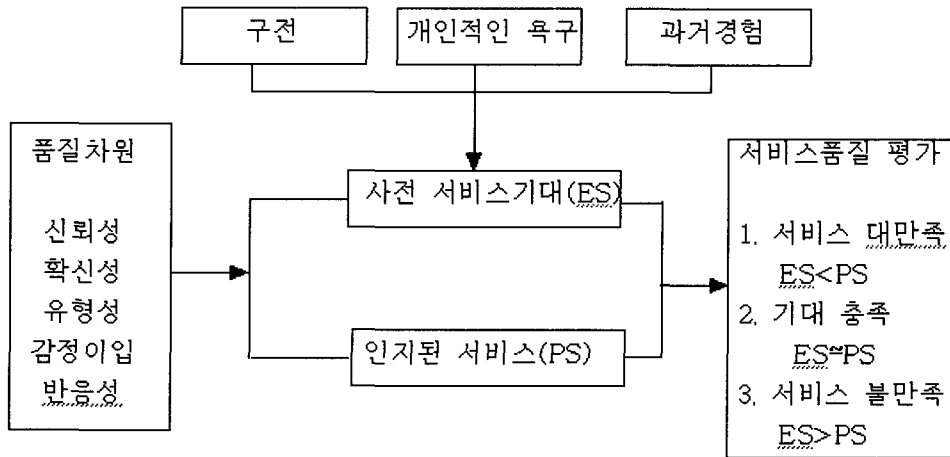 구전
개인적인 욕구
과거경험
품질차원
신뢰성
확신성
유형성
감정이입
반응성
사전 서비스기대(ES)
인지된 서비스(PS)
서비스품질 평가
1. 서비스 대만족
ES<PS
2. 기대 충족
ES≃PS
3. 서비스 불만족
ES>PS